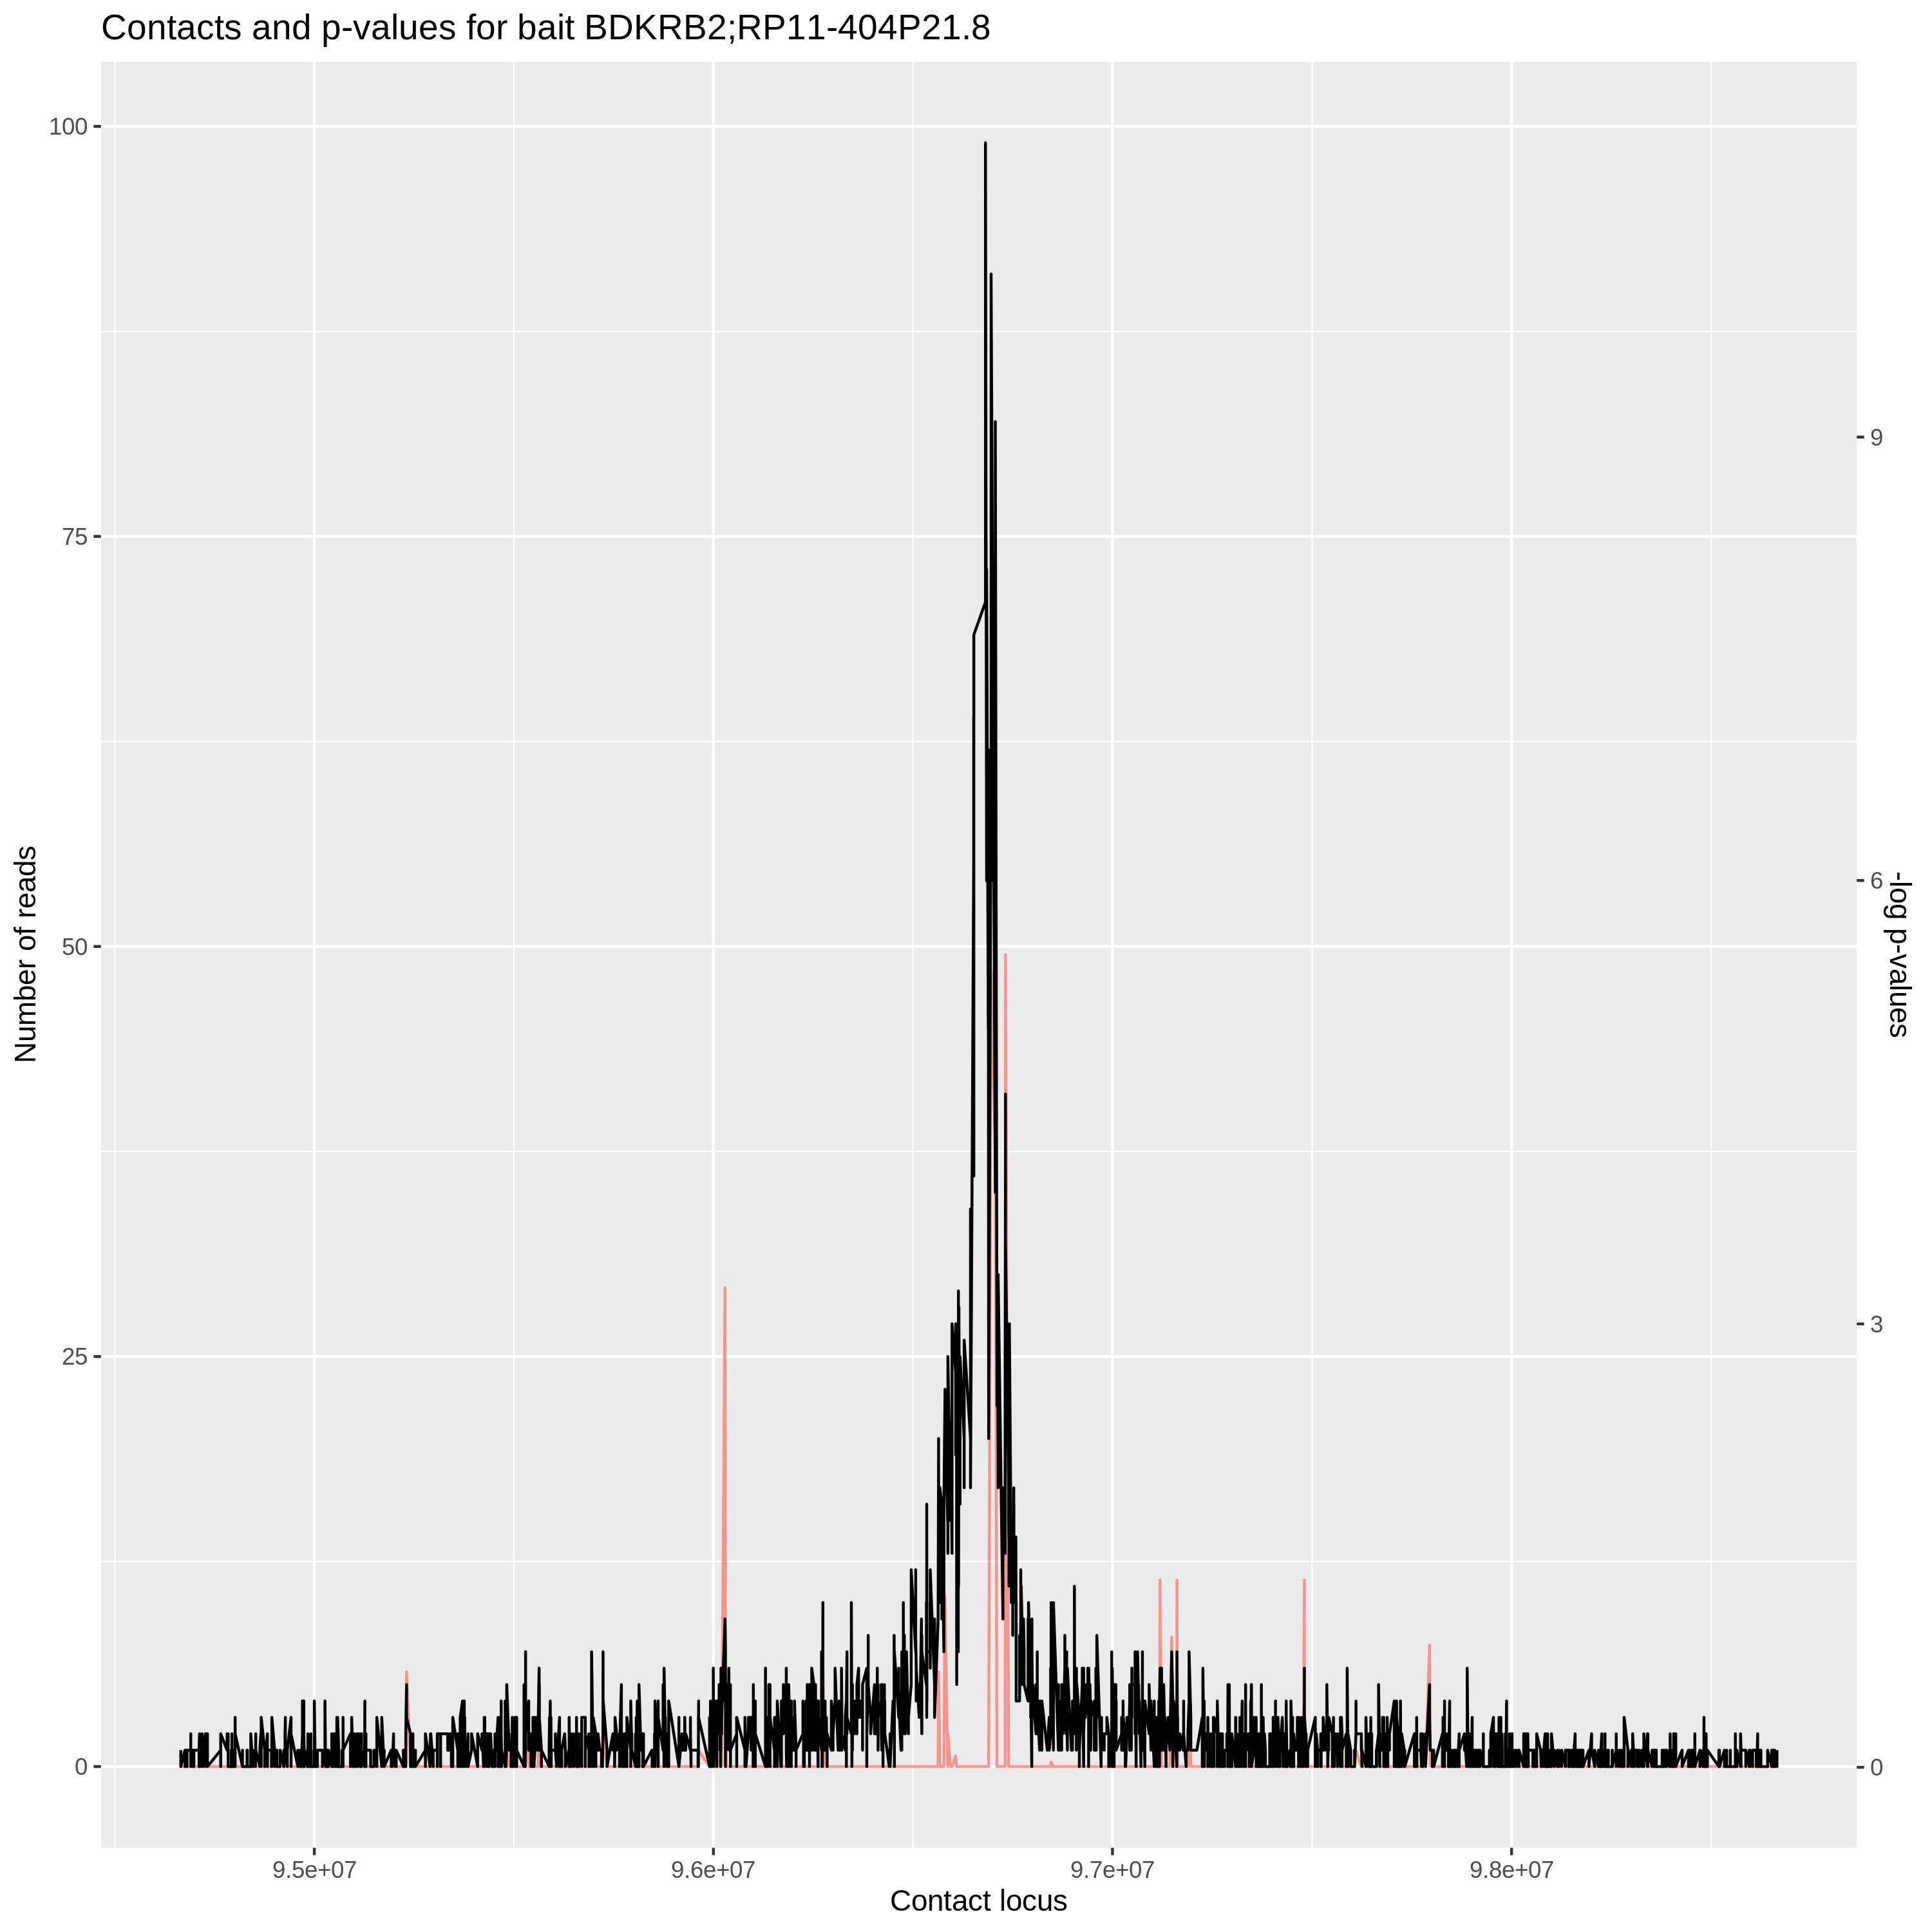 Contacts and p-values for bait BDKRB2;RP11-404P21.8
100
75
50
25
0
Number of reads
9
6
3
0
-log p-values
9.5e+07
9.6e+07
9.7e+07
9.8e+07
Contact locus